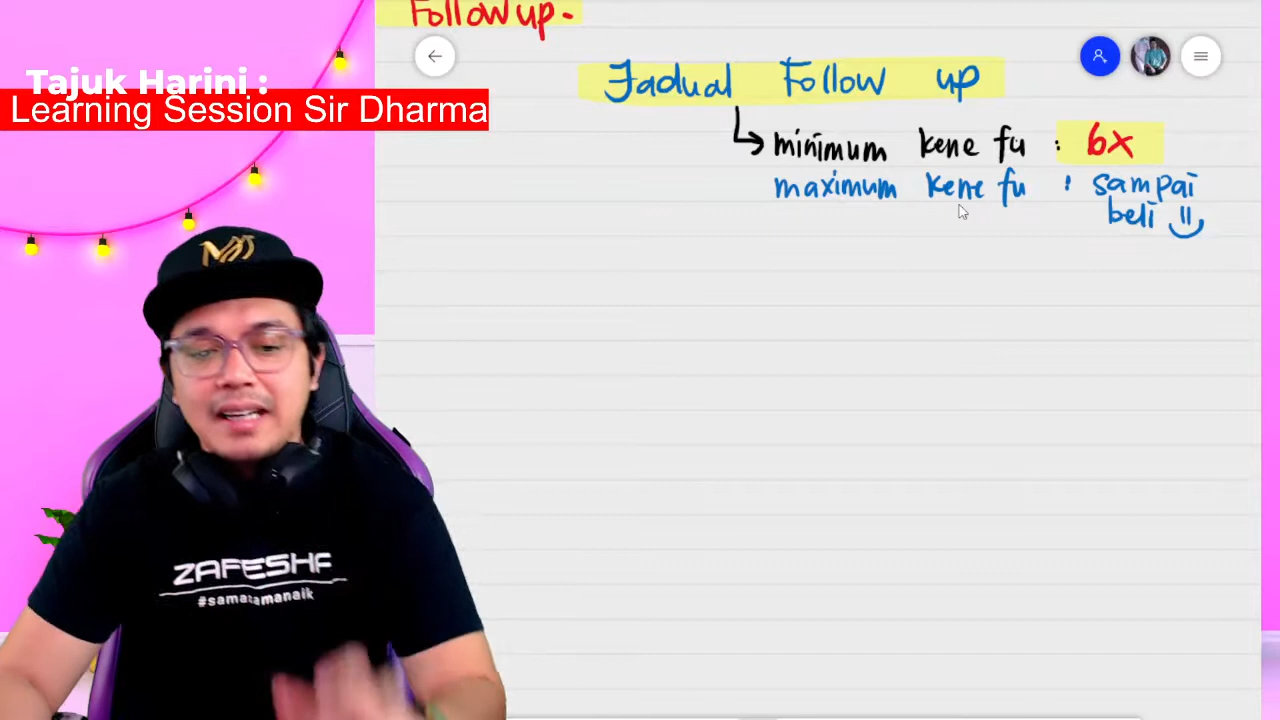 Follow up.
Tajuk Harini :
Learning Session Sir Dharma
Jadual Follow up
minimum kene fu : 6x
maximum kene fu : sampai
beli
ZAFESHA
#samasamanaik